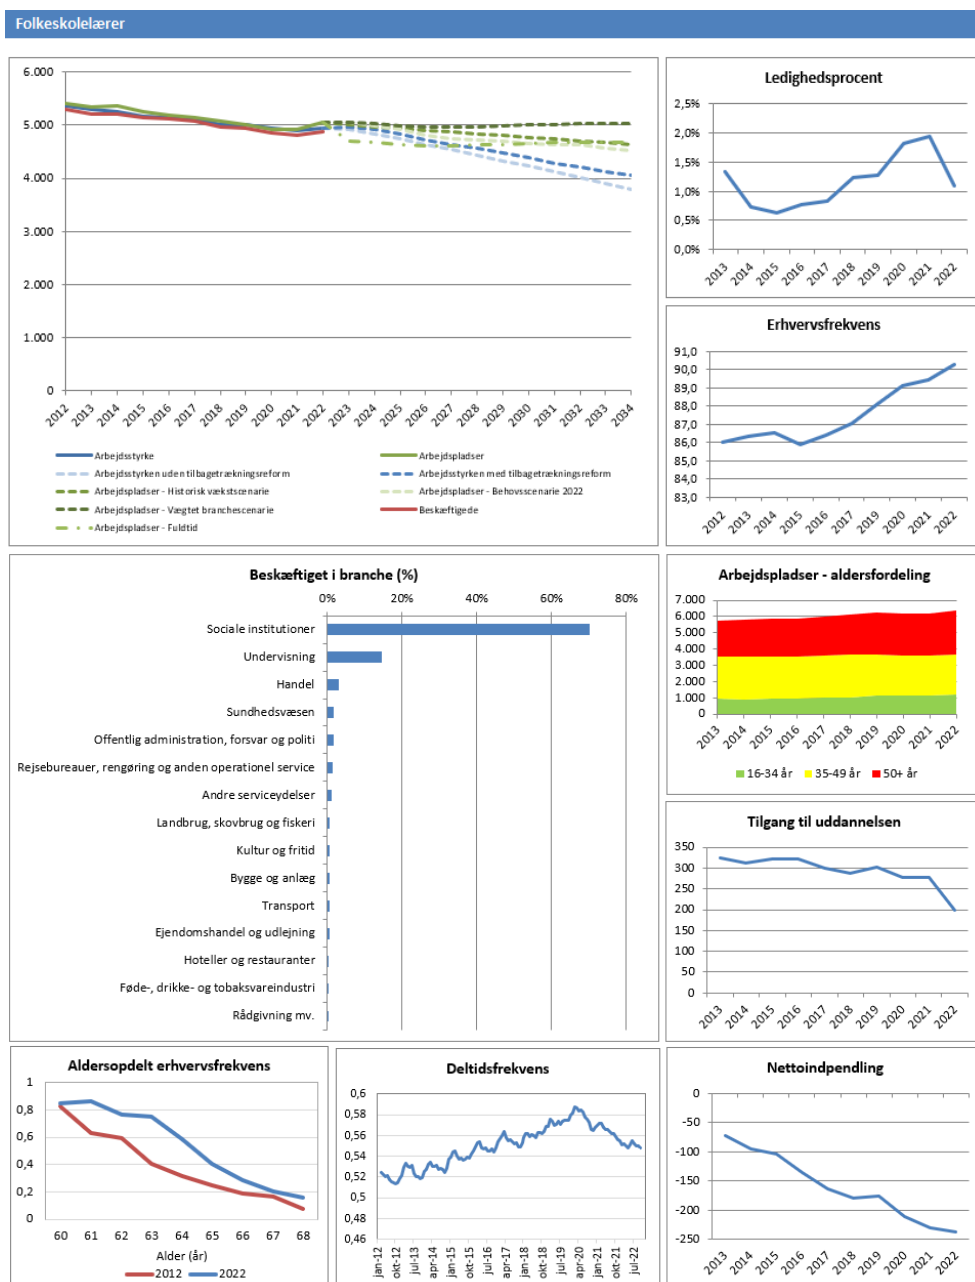 Folkeskolelærer
6.000
5.000
4.000
3.000
2.000
1.000
0
2012 2013 2014 2015 2016 2017 2018 2019 2020 2021 2022 2023 2024 2025 2026 2027 2028 2029 2030 2031 2032 2033 2034
Arbejdsstyrke
Arbejdspladser
Arbejdsstyrken uden tilbagetrækningsreform
Arbejdsstyrken med tilbagetrækningsreform
Arbejdspladser - Historisk vækstscenarie
Arbejdspladser - Behovsscenarie 2022
Arbejdspladser - Vægtet branchescenarie
Beskæftigede
Arbejdspladser - Fuldtid
Ledighedsprocent
2,5%
2,0%
1,5%
1,0%
0,5%
0,0%
2013 2014 2015 2016 2017 2018 2019 2020 2021 2022
Erhvervsfrekvens
91,0
90,0
89,0
88,0
87,0
86,0
85,0
84,0
83,0
2012 2013 2014 2015 2016 2017 2018 2019 2020 2021 2022
Beskæftiget i branche (%)
0% 20% 40% 60% 80%
Sociale institutioner
Undervisning
Handel
Sundhedsvæsen
Offentlig administration, forsvar og politi
Rejsebureauer, rengøring og anden operationel service
Andre serviceydelser
Landbrug, skovbrug og fiskeri
Kultur og fritid
Bygge og anlæg
Transport
Ejendomshandel og udlejning
Hoteller og restauranter
Føde-, drikke- og tobaksvareindustri
Rådgivning mv.
Arbejdspladser - aldersfordeling
7.000
6.000
5.000
4.000
3.000
2.000
1.000
0
2013 2014 2015 2016 2017 2018 2019 2020 2021 2022
16-34 år 35-49 år 50+ år
Tilgang til uddannelsen
350
300
250
200
150
100
50
0
2013 2014 2015 2016 2017 2018 2019 2020 2021 2022
Aldersopdelt erhvervsfrekvens
1
0,8
0,6
0,4
0,2
0
60 61 62 63 64 65 66 67 68
Alder (år)
2012 2022
Deltidsfrekvens
0,6
0,58
0,56
0,54
0,52
0,5
0,48
0,46
jan-12 okt-12 jul-13 apr-14 jan-15 okt-15 jul-16 apr-17 jan-18 okt-18 jul-19 apr-20 jan-21 okt-21 jul-22
Nettoindpendling
0
-50
-100
-150
-200
-250
2013 2014 2015 2016 2017 2018 2019 2020 2021 2022